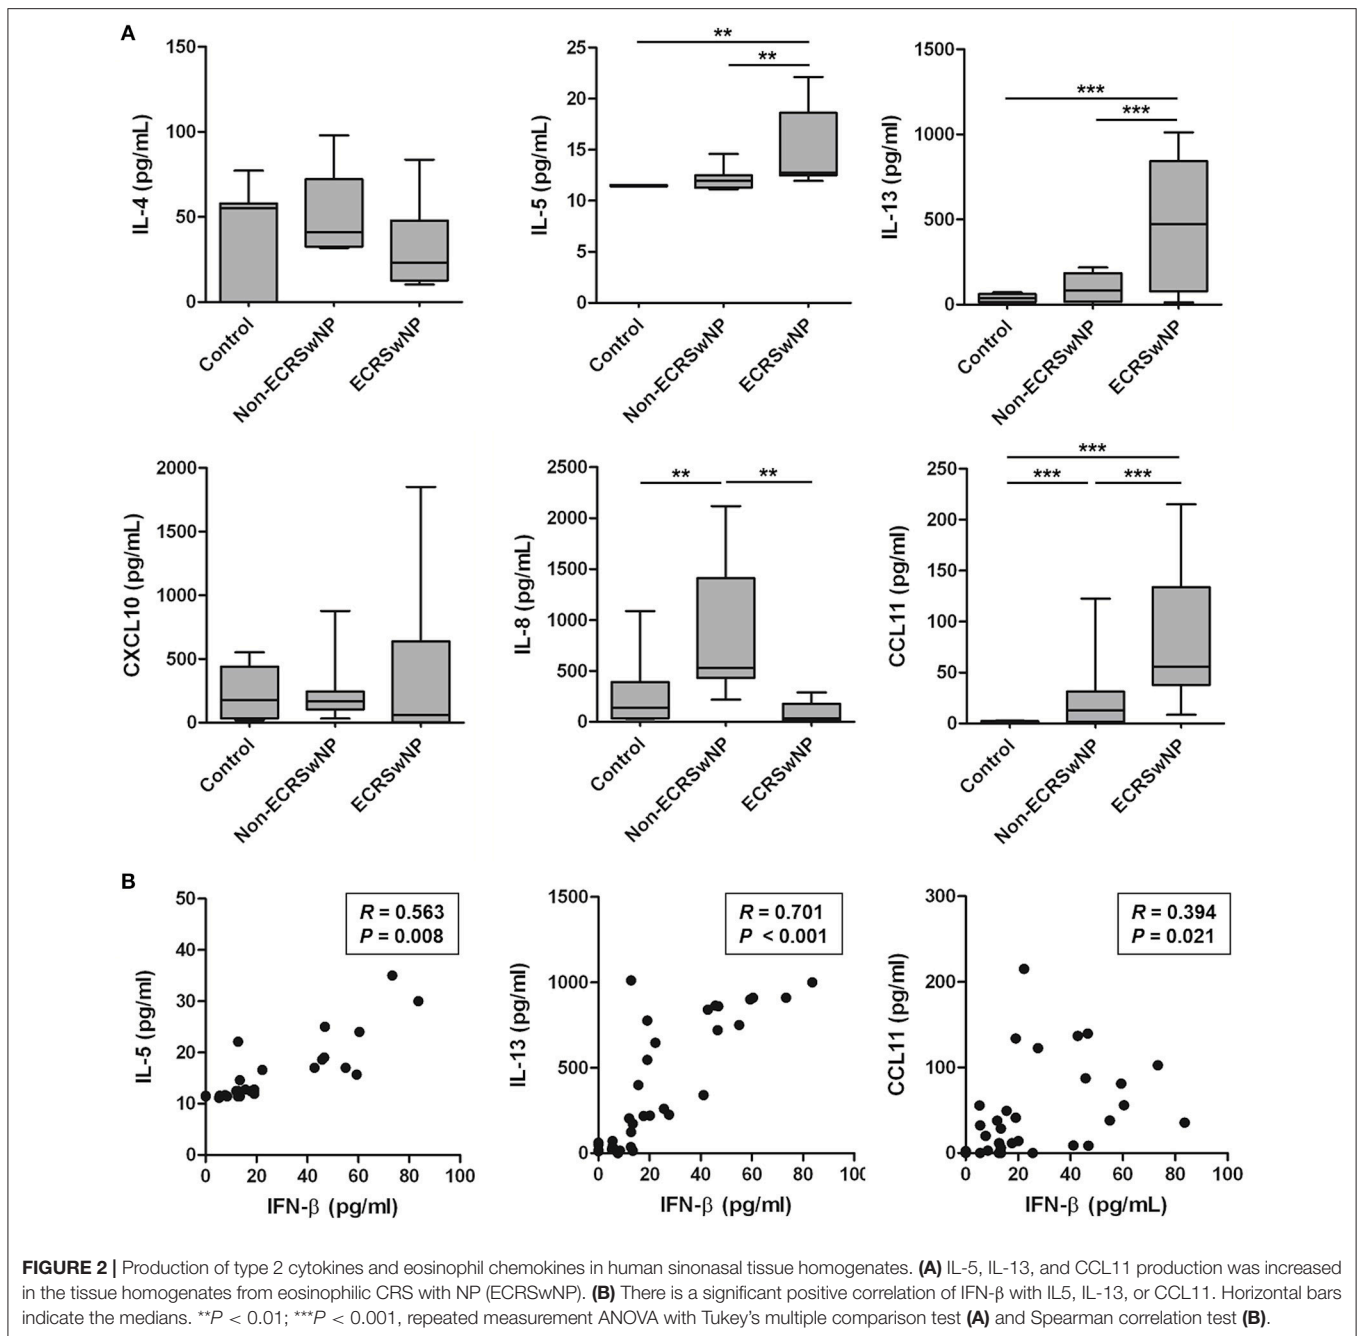 A
150
100
50
0
IL-4 (pg/mL)
Control
Non-ECRSwNP
ECRSwNP
**
**
25
20
15
10
5
0
IL-5 (pg/mL)
Control
Non-ECRSwNP
ECRSwNP
***
***
1500
1000
500
0
IL-13 (pg/ml)
Control
Non-ECRSwNP
ECRSwNP
2000
1500
1000
500
0
CXCL10 (pg/mL)
Control
Non-ECRSwNP
ECRSwNP
**
**
2500
2000
1500
1000
500
0
IL-8 (pg/mL)
Control
Non-ECRSwNP
ECRSwNP
***
***
***
250
200
150
100
50
0
CCL11 (pg/ml)
Control
Non-ECRSwNP
ECRSwNP
B
R = 0.563
P = 0.008
50
40
30
20
10
0
IL-5 (pg/ml)
0 20 40 60 80 100
IFN-β (pg/ml)
R = 0.701
P < 0.001
1500
1000
500
0
IL-13 (pg/ml)
0 20 40 60 80 100
IFN-β (pg/ml)
R = 0.394
P = 0.021
300
200
100
0
CCL11 (pg/ml)
0 20 40 60 80 100
IFN-β (pg/mL)
FIGURE 2 | Production of type 2 cytokines and eosinophil chemokines in human sinonasal tissue homogenates. (A) IL-5, IL-13, and CCL11 production was increased
in the tissue homogenates from eosinophilic CRS with NP (ECRSwNP). (B) There is a significant positive correlation of IFN-β with IL5, IL-13, or CCL11. Horizontal bars
indicate the medians. **P < 0.01; ***P < 0.001, repeated measurement ANOVA with Tukey's multiple comparison test (A) and Spearman correlation test (B).